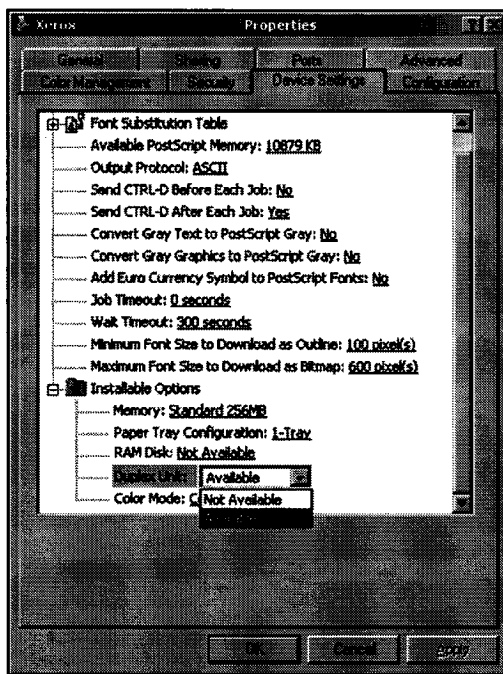 Xerox Properties
General Sharing Ports Advanced
Color Management Security Device Settings Configuration
Font Substitution Table
Available PostScript Memory: 10879 KB
Output Protocol: ASCII
Send CTRL-D Before Each Job: No
Send CTRL-D After Each Job: Yes
Convert Gray Text to PostScript Gray: No
Convert Gray Graphics to PostScript Gray: No
Add Euro Currency Symbol to PostScript Fonts: No
Job Timeout: 0 seconds
Wait Timeout: 300 seconds
Minimum Font Size to Download as Outline: 100 pixel(s)
Maximum Font Size to Download as Bitmap: 600 pixel(s)
Installable Options
Memory: Standard 256MB
Paper Tray Configuration: 1-Tray
RAM Disk: Not Available
Duplex Unit: Available
Color Mode: C Not Available
OK Cancel Apply